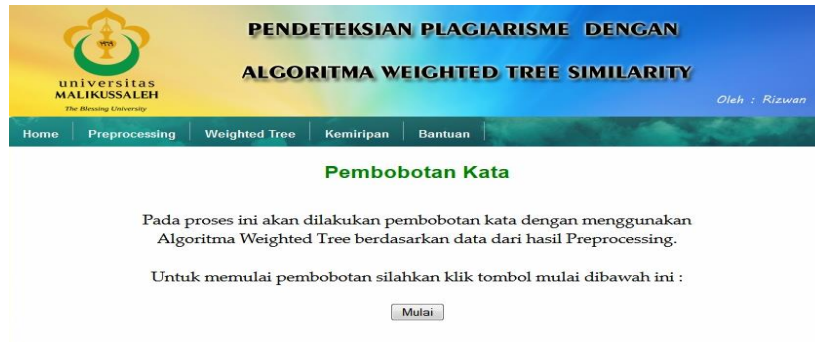 PENDETEKSIAN PLAGIARISME DENGAN
ALGORITMA WEIGHTED TREE SIMILARITY
universitas
MALIKUSSALEH
The Blessing University
Oleh : Rizwan
Home Preprocessing Weighted Tree Kemiripan Bantuan
Pembobotan Kata
Pada proses ini akan dilakukan pembobotan kata dengan menggunakan
Algoritma Weighted Tree berdasarkan data dari hasil Preprocessing.
Untuk memulai pembobotan silahkan klik tombol mulai dibawah ini :
Mulai